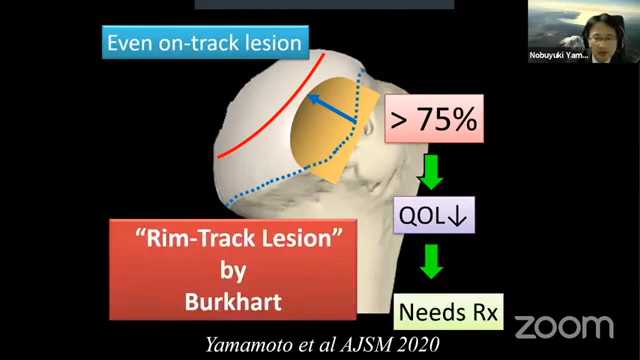 Even on-track lesion
Nobuyuki Yam...
> 75%
QOL↓
"Rim-Track Lesion"
by
Burkhart
Needs Rx
zoom
Yamamoto et al AJSM 2020